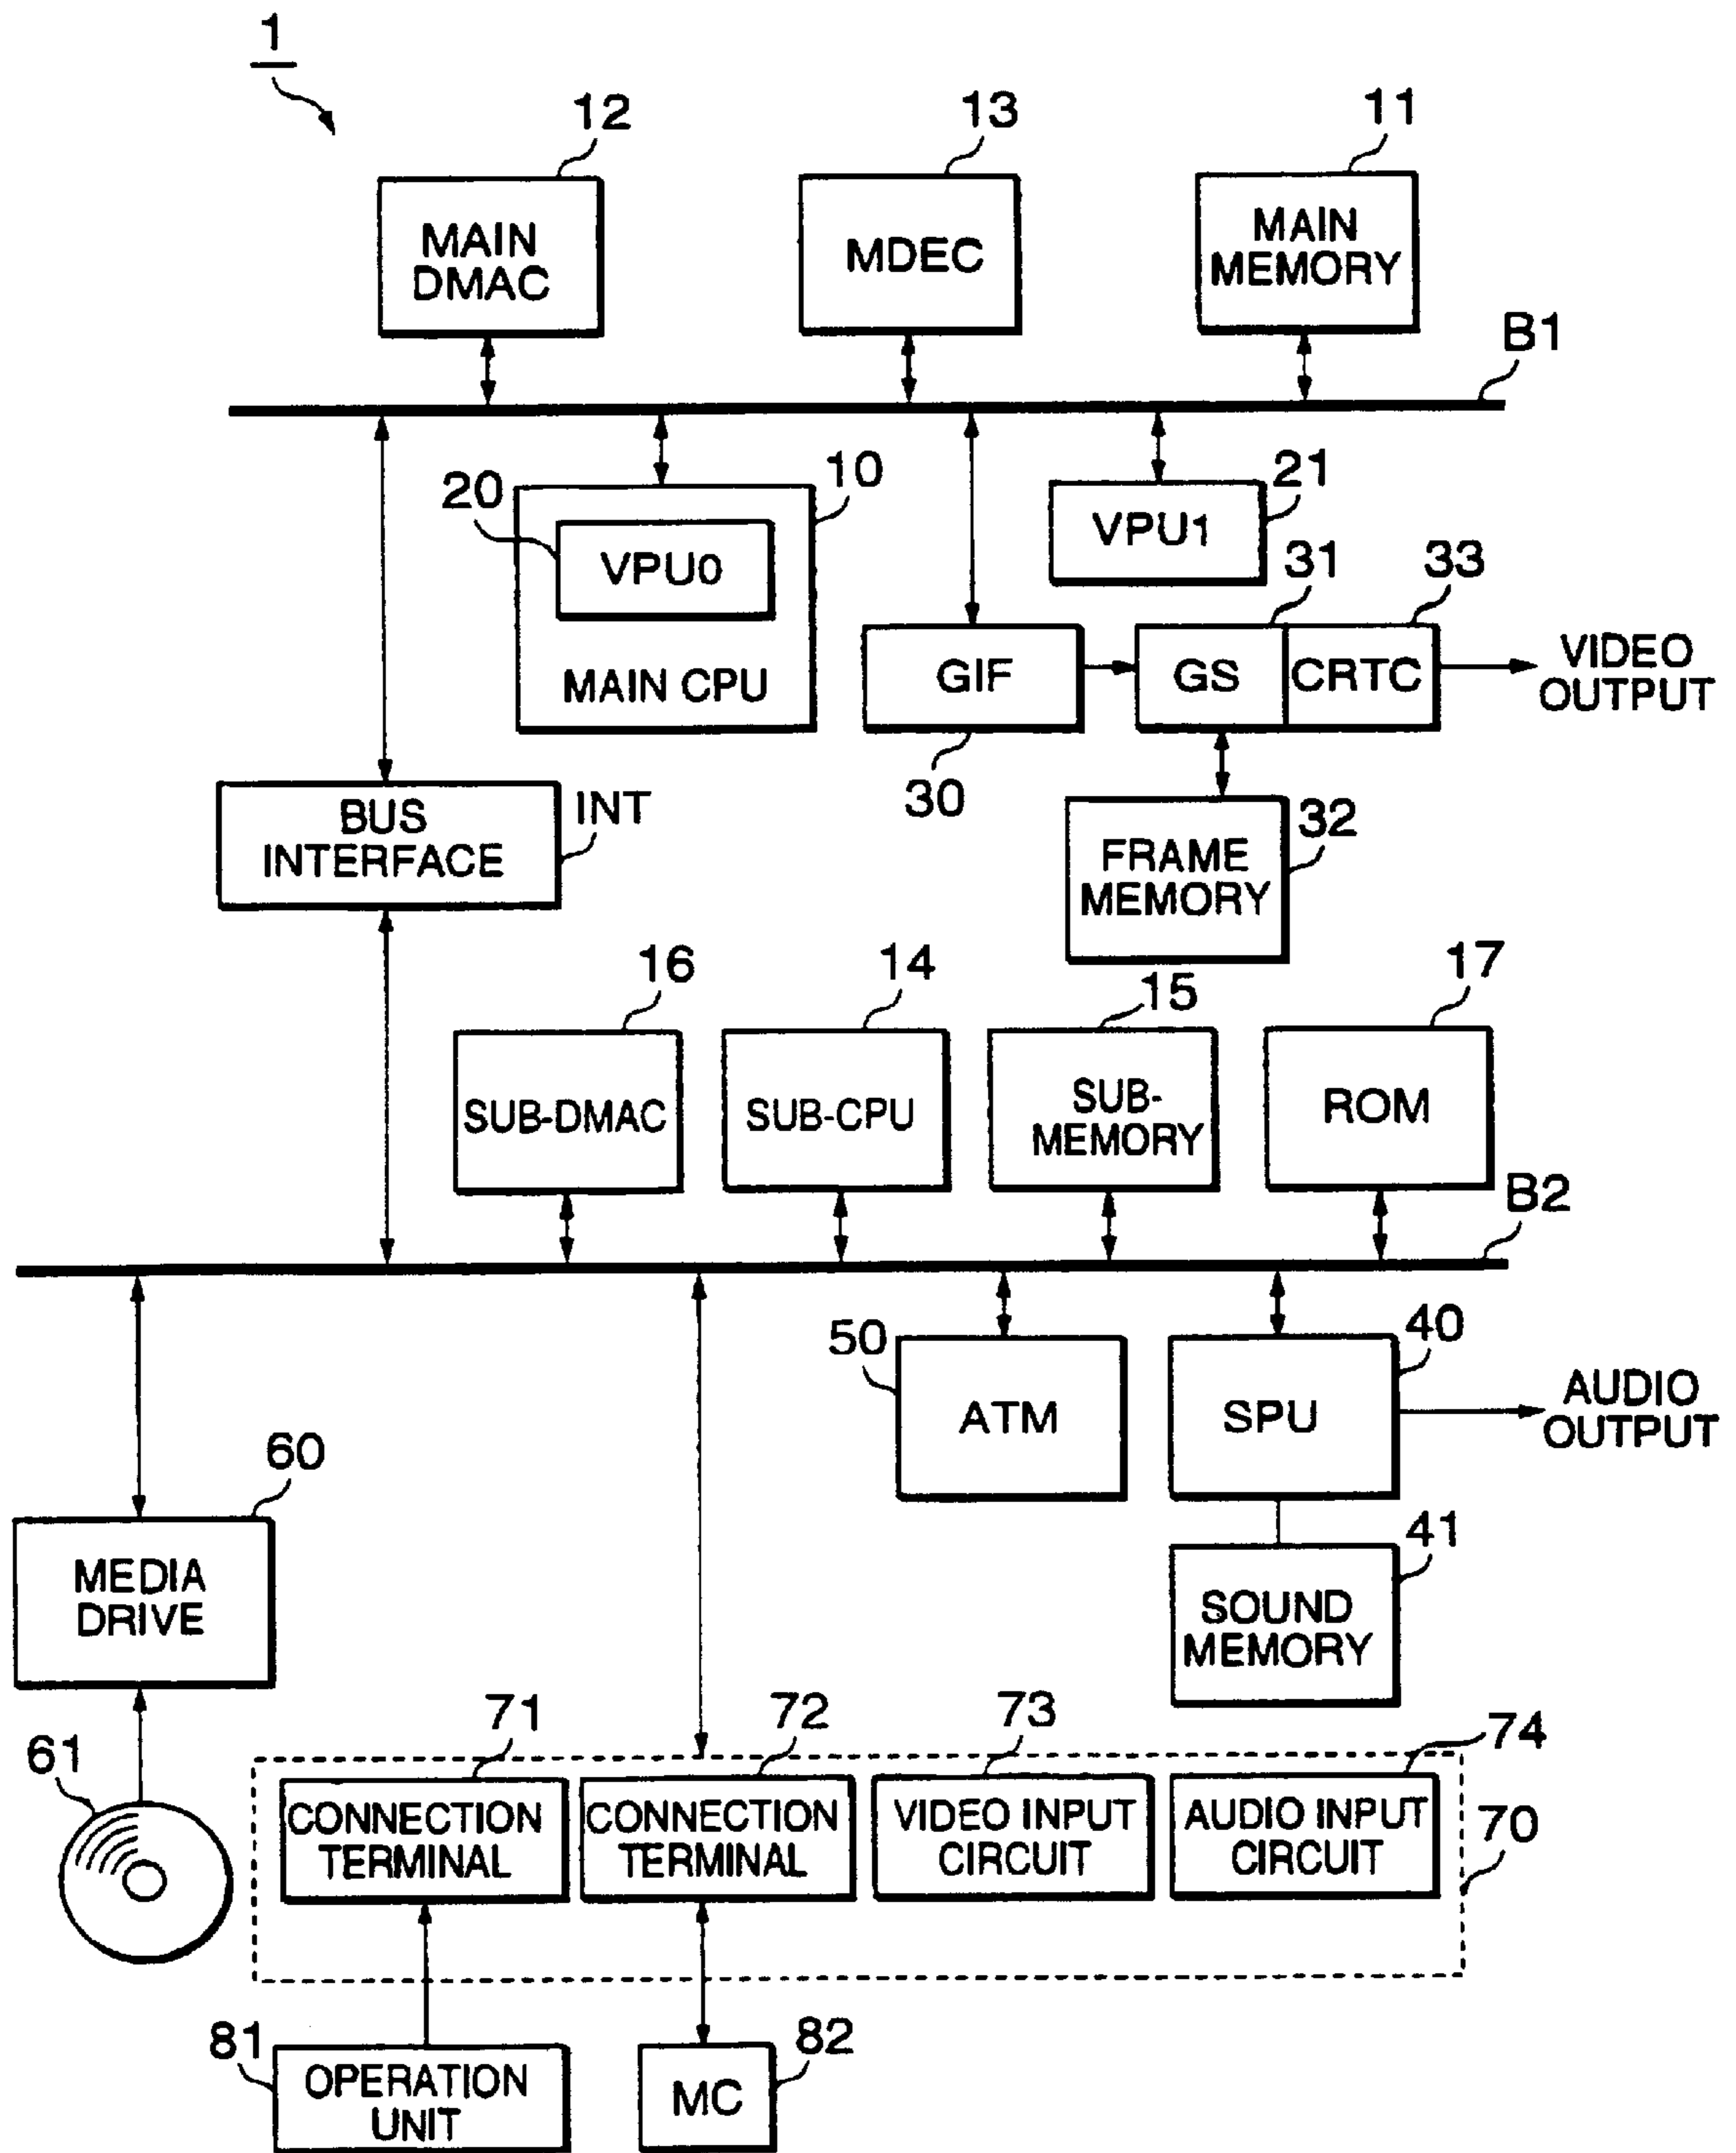 1
12
13
11
MAIN
DMAC
MDEC
MAIN
MEMORY
B1
20
10
21
VPU0
MAIN CPU
VPU1
31
33
GIF
GS
CRTC
VIDEO
OUTPUT
30
BUS
INTERFACE
INT
32
FRAME
MEMORY
16
14
15
17
SUB-DMAC
SUB-CPU
SUB-
MEMORY
ROM
B2
50
40
ATM
SPU
AUDIO
OUTPUT
60
MEDIA
DRIVE
41
SOUND
MEMORY
61
71
72
73
74
CONNECTION
TERMINAL
CONNECTION
TERMINAL
VIDEO INPUT
CIRCUIT
AUDIO INPUT
CIRCUIT
70
81
OPERATION
UNIT
82
MC